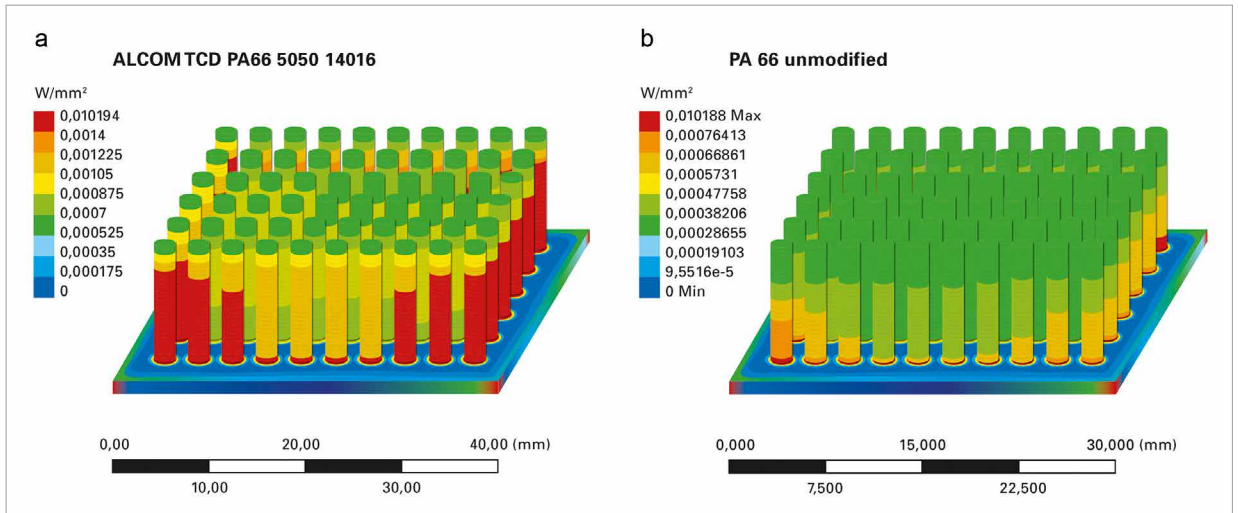 a
ALCOM TCD PA66 5050 14016
W/mm²
0,010194
0,0014
0,001225
0,00105
0,000875
0,0007
0,000525
0,00035
0,000175
0
0,00
20,00
40,00 (mm)
10,00
30,00
b
PA 66 unmodified
W/mm²
0,010188 Max
0,00076413
0,00066861
0,0005731
0,00047758
0,00038206
0,00028655
0,00019103
9,5516e-5
0 Min
0,000
15,000
30,000 (mm)
7,500
22,500